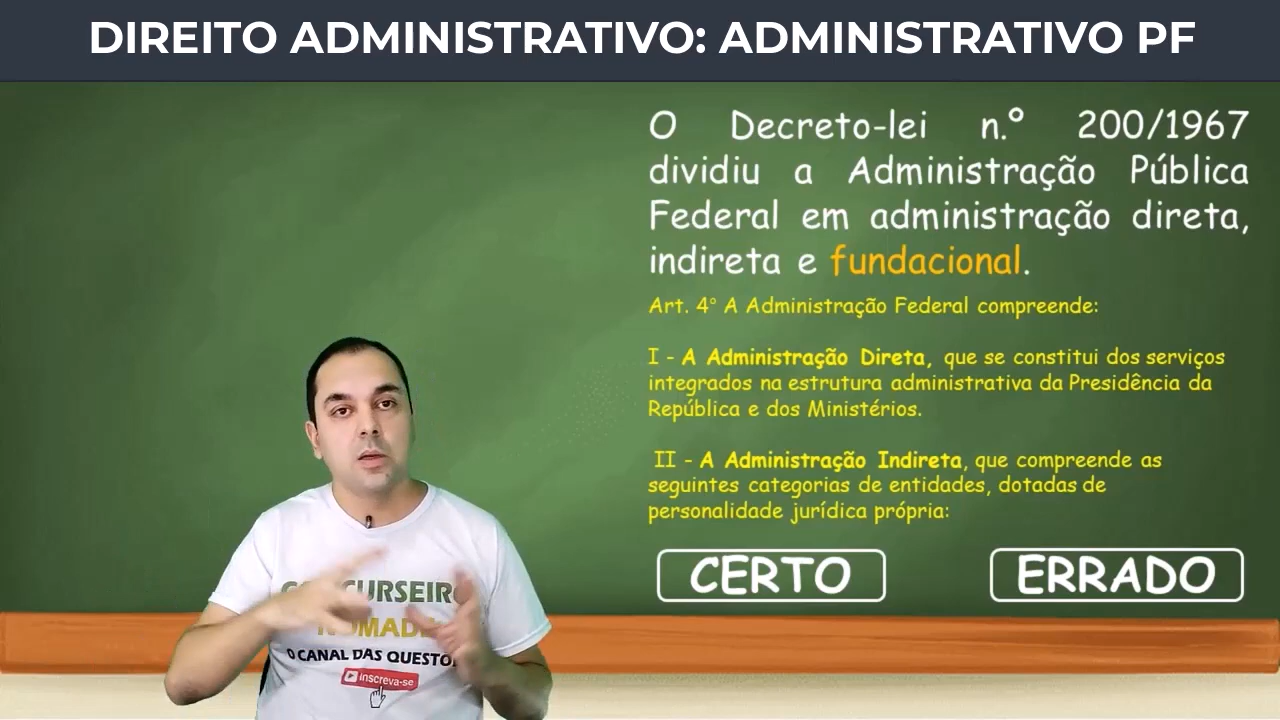 DIREITO ADMINISTRATIVO: ADMINISTRATIVO PF
O Decreto-lei n.º 200/1967
dividiu a Administração Pública
Federal em administração direta,
indireta e fundacional.
Art. 4° A Administração Federal compreende:
I - A Administração Direta, que se constitui dos serviços
integrados na estrutura administrativa da Presidência da
República e dos Ministérios.
II - A Administração Indireta, que compreende as
seguintes categorias de entidades, dotadas de
personalidade jurídica própria:
CERTO ERRADO
O CANAL DAS
inscreva-se